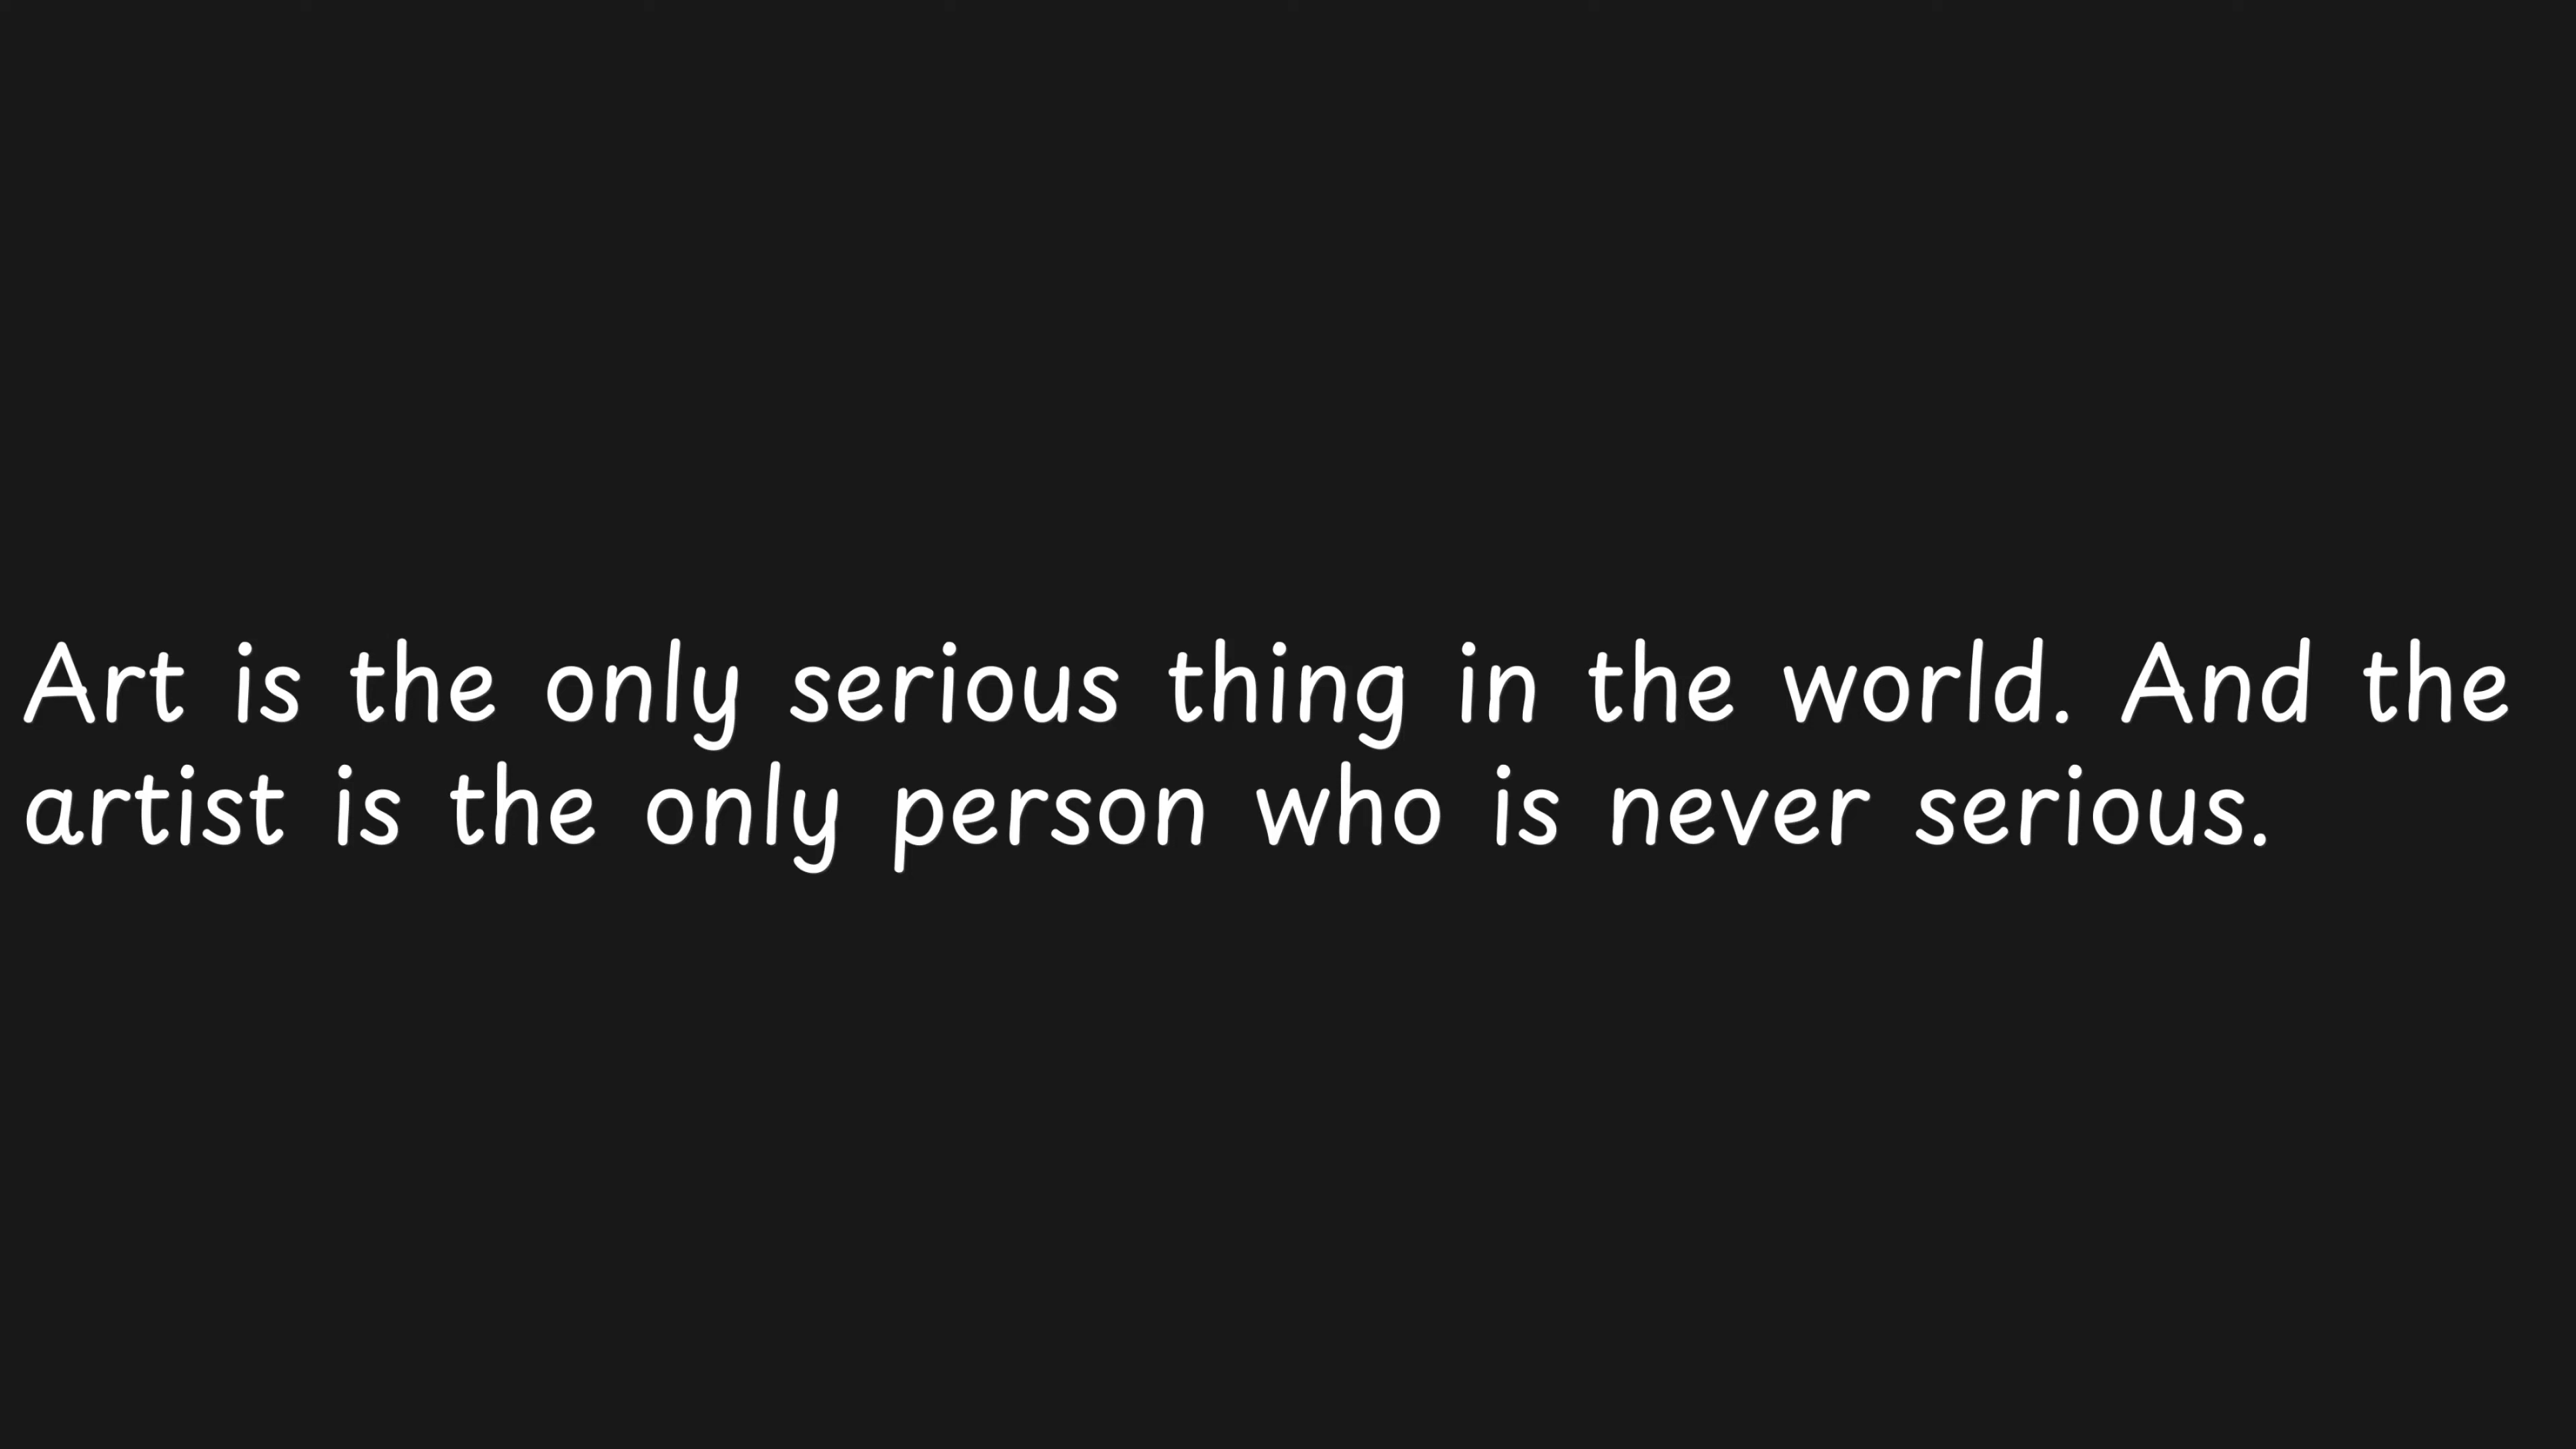 Art is the only serious thing in the world. And the
artist is the only person who is never serious.